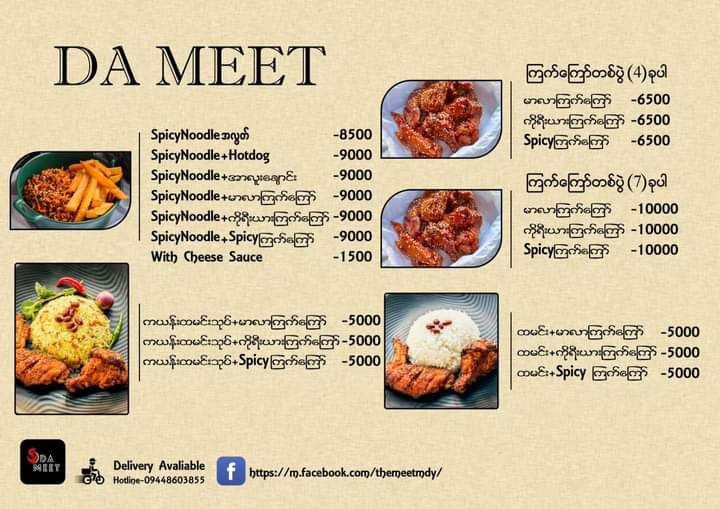 DA MEET
SpicyNoodleအလွတ် -8500
SpicyNoodle+Hotdog -9000
SpicyNoodle+အာလူးချောင်း -9000
SpicyNoodle+မာလာကြက်ကြော် -9000
SpicyNoodle+ကိုရီးယားကြက်ကြော် -9000
SpicyNoodle+Spicyကြက်ကြော် -9000
With Cheese Sauce -1500
ကြက်ကြော်တစ်ပွဲ (4)ခုပါ
မာလာကြက်ကြော် -6500
ကိုရီးယားကြက်ကြော် -6500
Spicyကြက်ကြော် -6500
ကြက်ကြော်တစ်ပွဲ (7)ခုပါ
မာလာကြက်ကြော် -10000
ကိုရီးယားကြက်ကြော် -10000
Spicyကြက်ကြော် -10000
ကယန်းထမင်းသုပ်+မာလာကြက်ကြော် -5000
ကယန်းထမင်းသုပ်+ကိုရီးယားကြက်ကြော် -5000
ကယန်းထမင်းသုပ်+Spicyကြက်ကြော် -5000
ထမင်း+မာလာကြက်ကြော် -5000
ထမင်း+ကိုရီးယားကြက်ကြော် -5000
ထမင်း+Spicy ကြက်ကြော် -5000
DA
MEET
Delivery Avaliable
Hotline-09448603855
https://m.facebook.com/themeetmdy/